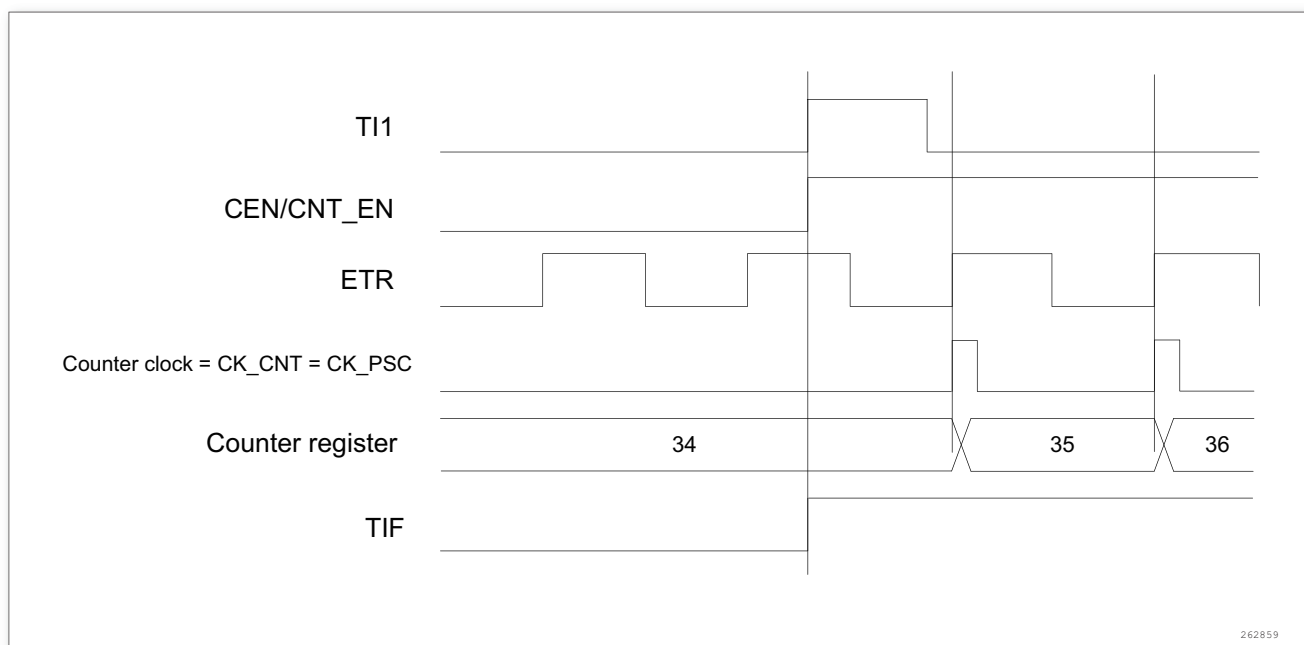 TI1
CEN/CNT_EN
ETR
Counter clock = CK_CNT = CK_PSC
Counter register
34
35
36
TIF
262859